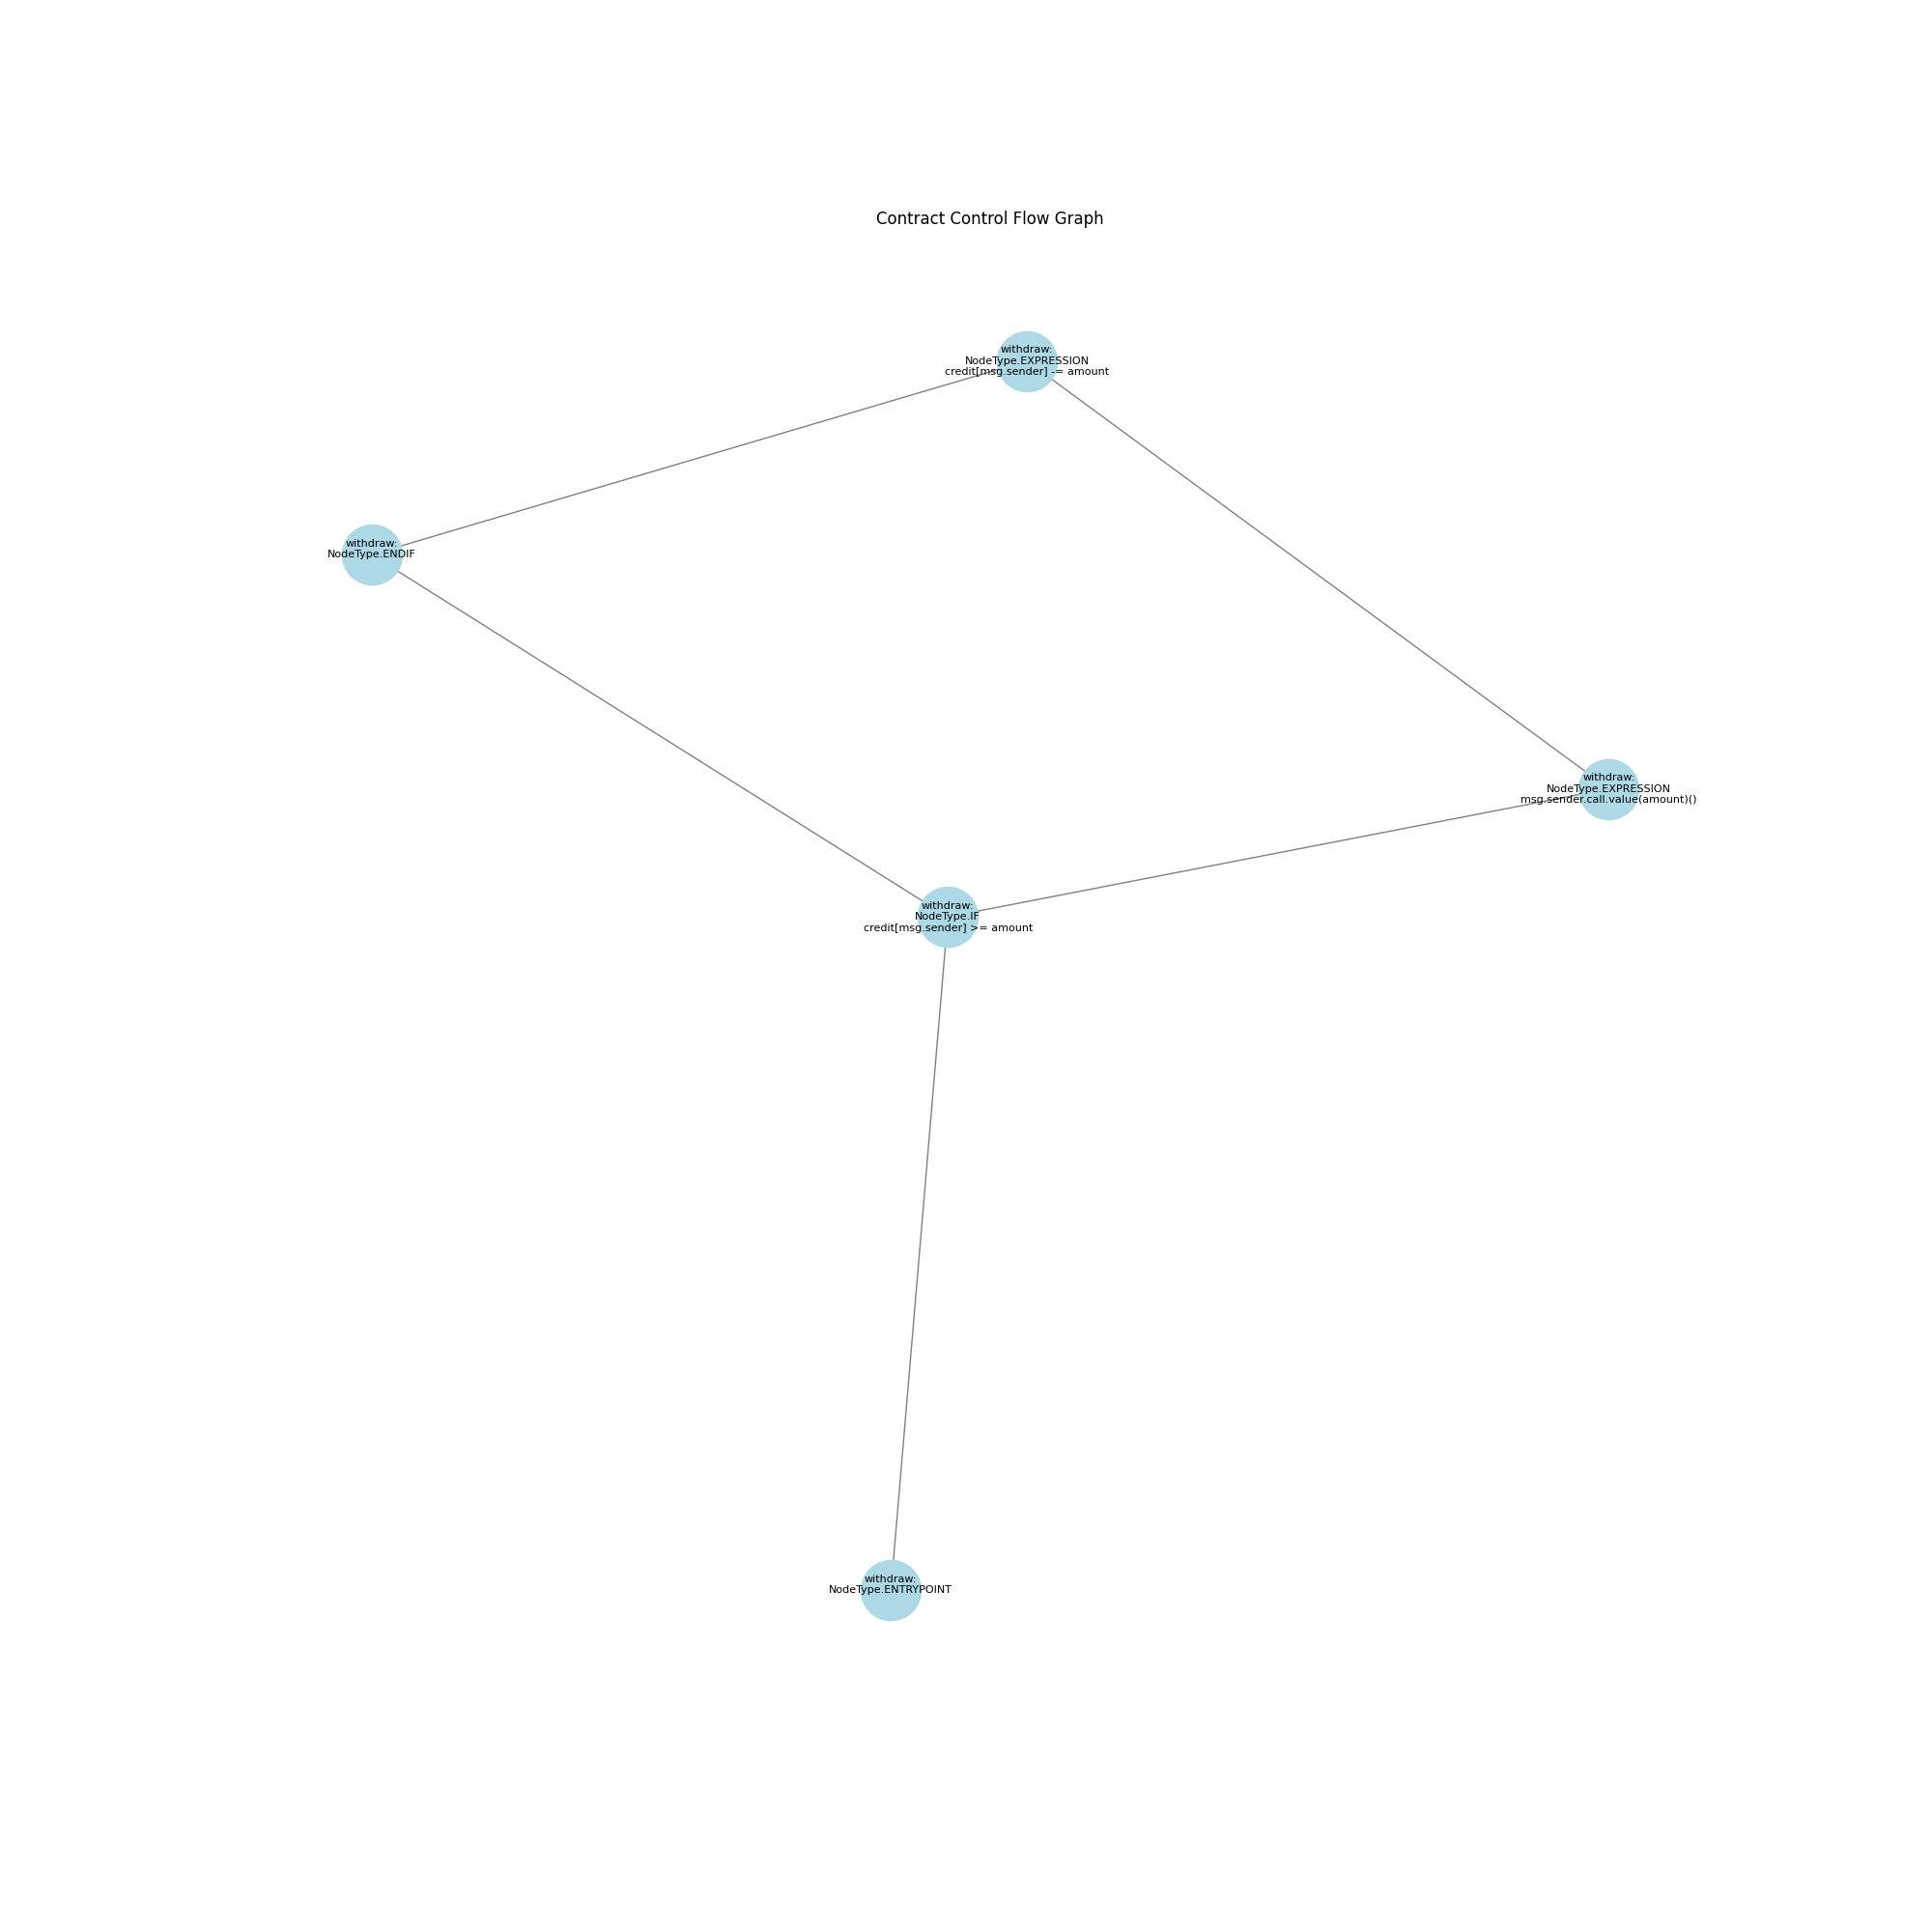 Contract Control Flow Graph
withdraw:
NodeType.EXPRESSION
credit[msg.sender] -= amount
withdraw:
NodeType.ENDIF
withdraw:
NodeType.EXPRESSION
msg.sender.call.value(amount)()
withdraw:
NodeType.IF
credit[msg.sender] >= amount
withdraw:
NodeType.ENTRYPOINT